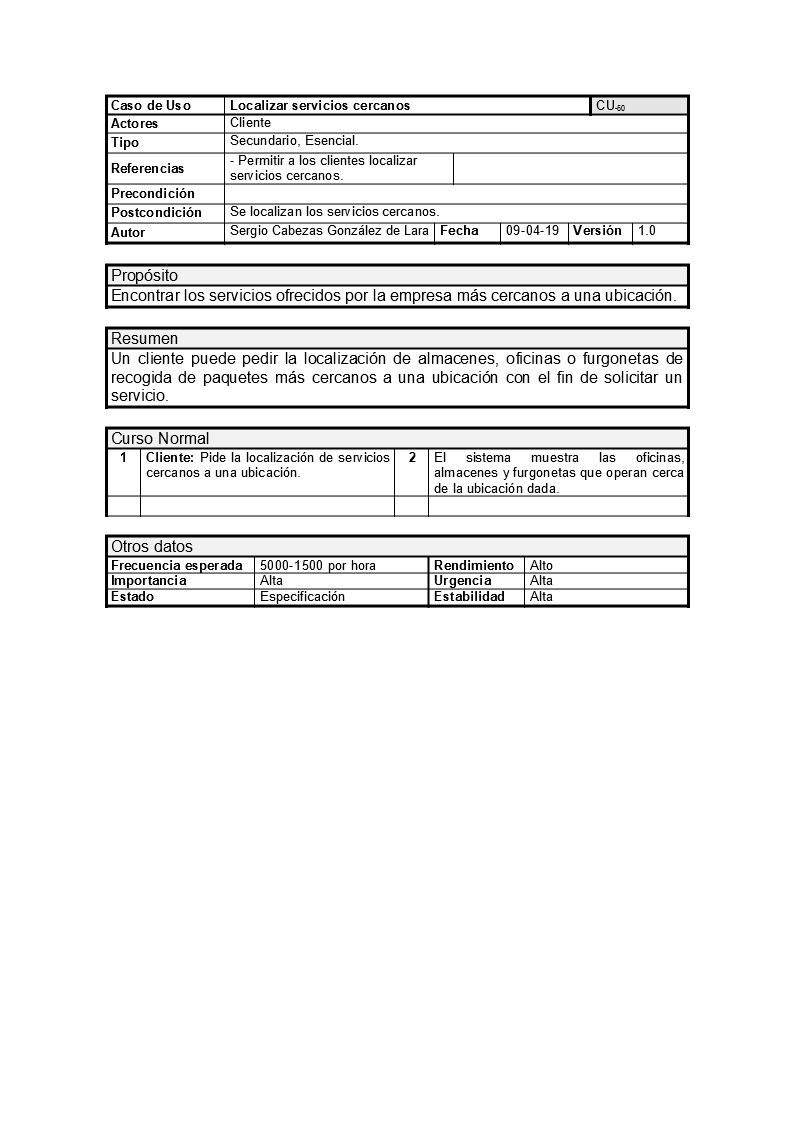 Caso de Uso Localizar servicios cercanos CU-60
Actores Cliente
Tipo Secundario, Esencial.
Referencias - Permitir a los clientes localizar
servicios cercanos.
Precondición
Postcondición Se localizan los servicios cercanos.
Autor Sergio Cabezas González de Lara Fecha 09-04-19 Versión 1.0
Propósito
Encontrar los servicios ofrecidos por la empresa más cercanos a una ubicación.
Resumen
Un cliente puede pedir la localización de almacenes, oficinas o furgonetas de
recogida de paquetes más cercanos a una ubicación con el fin de solicitar un
servicio.
Curso Normal
1 Cliente: Pide la localización de servicios
cercanos a una ubicación.
2 El sistema muestra las oficinas,
almacenes y furgonetas que operan cerca
de la ubicación dada.
Otros datos
Frecuencia esperada 5000-1500 por hora Rendimiento Alto
Importancia Alta Urgencia Alta
Estado Especificación Estabilidad Alta